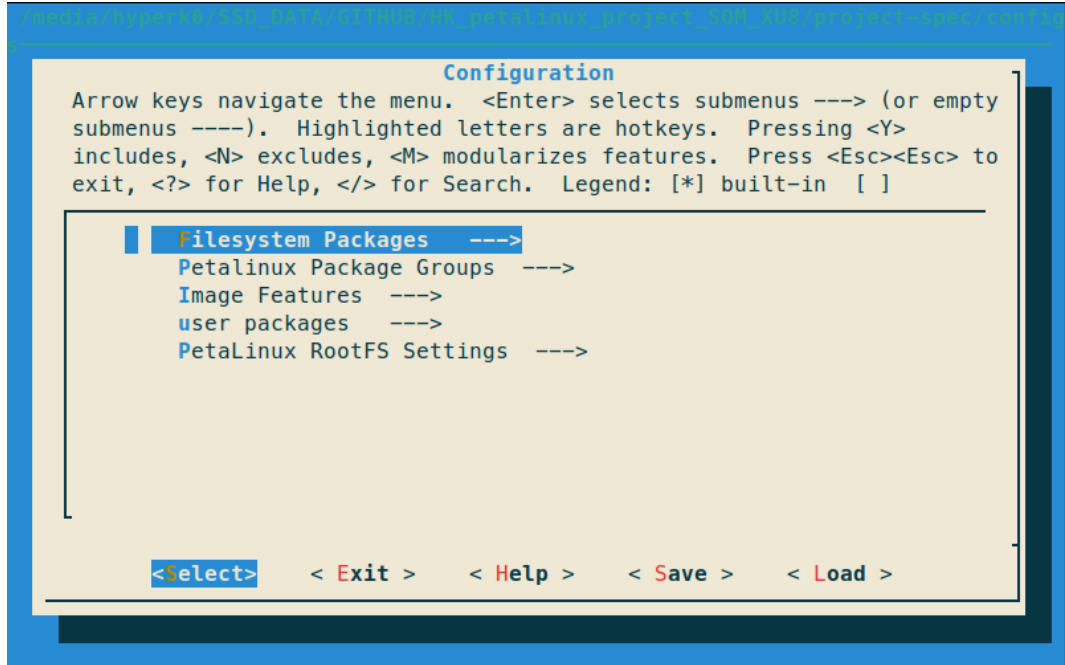 /media/hyperk0/SSD_DATA/GITHUB/HK_petalinux_project_SOM_XU8/project-spec/config
s
Configuration
Arrow keys navigate the menu.  <Enter> selects submenus ---> (or empty
submenus ----).  Highlighted letters are hotkeys.  Pressing <Y>
includes, <N> excludes, <M> modularizes features.  Press <Esc><Esc> to
exit, <?> for Help, </> for Search.  Legend: [*] built-in  [ ]
Filesystem Packages  --->
Petalinux Package Groups  --->
Image Features  --->
user packages  --->
PetaLinux RootFS Settings  --->
<Select>    < Exit >    < Help >    < Save >    < Load >